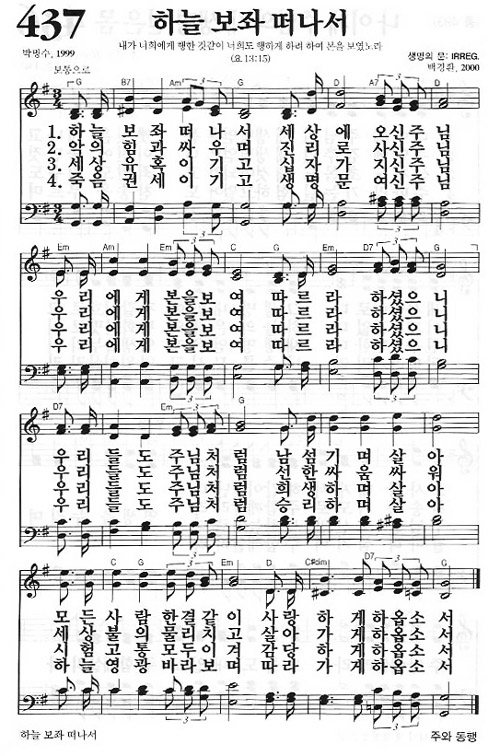 437
하늘 보좌 떠나서
박명수, 1999
내가 너희에게 행한 것같이 너희도 행하게 하려 하여 본을 보였노라
(요 13:15)
생명의 문: IRREG.
백경환, 2000
보통으로
G B7 Am G D A7 D
1. 하늘 보좌 떠나서 세상에 오신 주님
2. 악의 힘과 싸우며 진리로 사신 주님
3. 세상 유혹 이기고 십자가 지신 주님
4. 죽음 권세 이기고 생명문 여신 주님
Em Am Em C G Em D7 G
우리에게 본을 보여 따르라 하셨으니
우리에게 본을 보여 따르라 하셨으니
우리에게 본을 보여 따르라 하셨으니
우리에게 본을 보여 따르라 하셨으니
D7 Em G
우리들도 주님처럼 남 섬기며 살아
우리들도 주님처럼 선한 싸움 싸워
우리들도 주님처럼 희생하며 살아
우리들도 주님처럼 승리하며 살아
C G C G Em D C#dim D7 G
모든 사람 한결같이 사랑하게 하옵소서
세상 불의 물리치고 살아가게 하옵소서
시험 고통 모두 이겨 감당하게 하옵소서
하늘 영광 바라보며 따라가게 하옵소서
하늘 보좌 떠나서
주와 동행